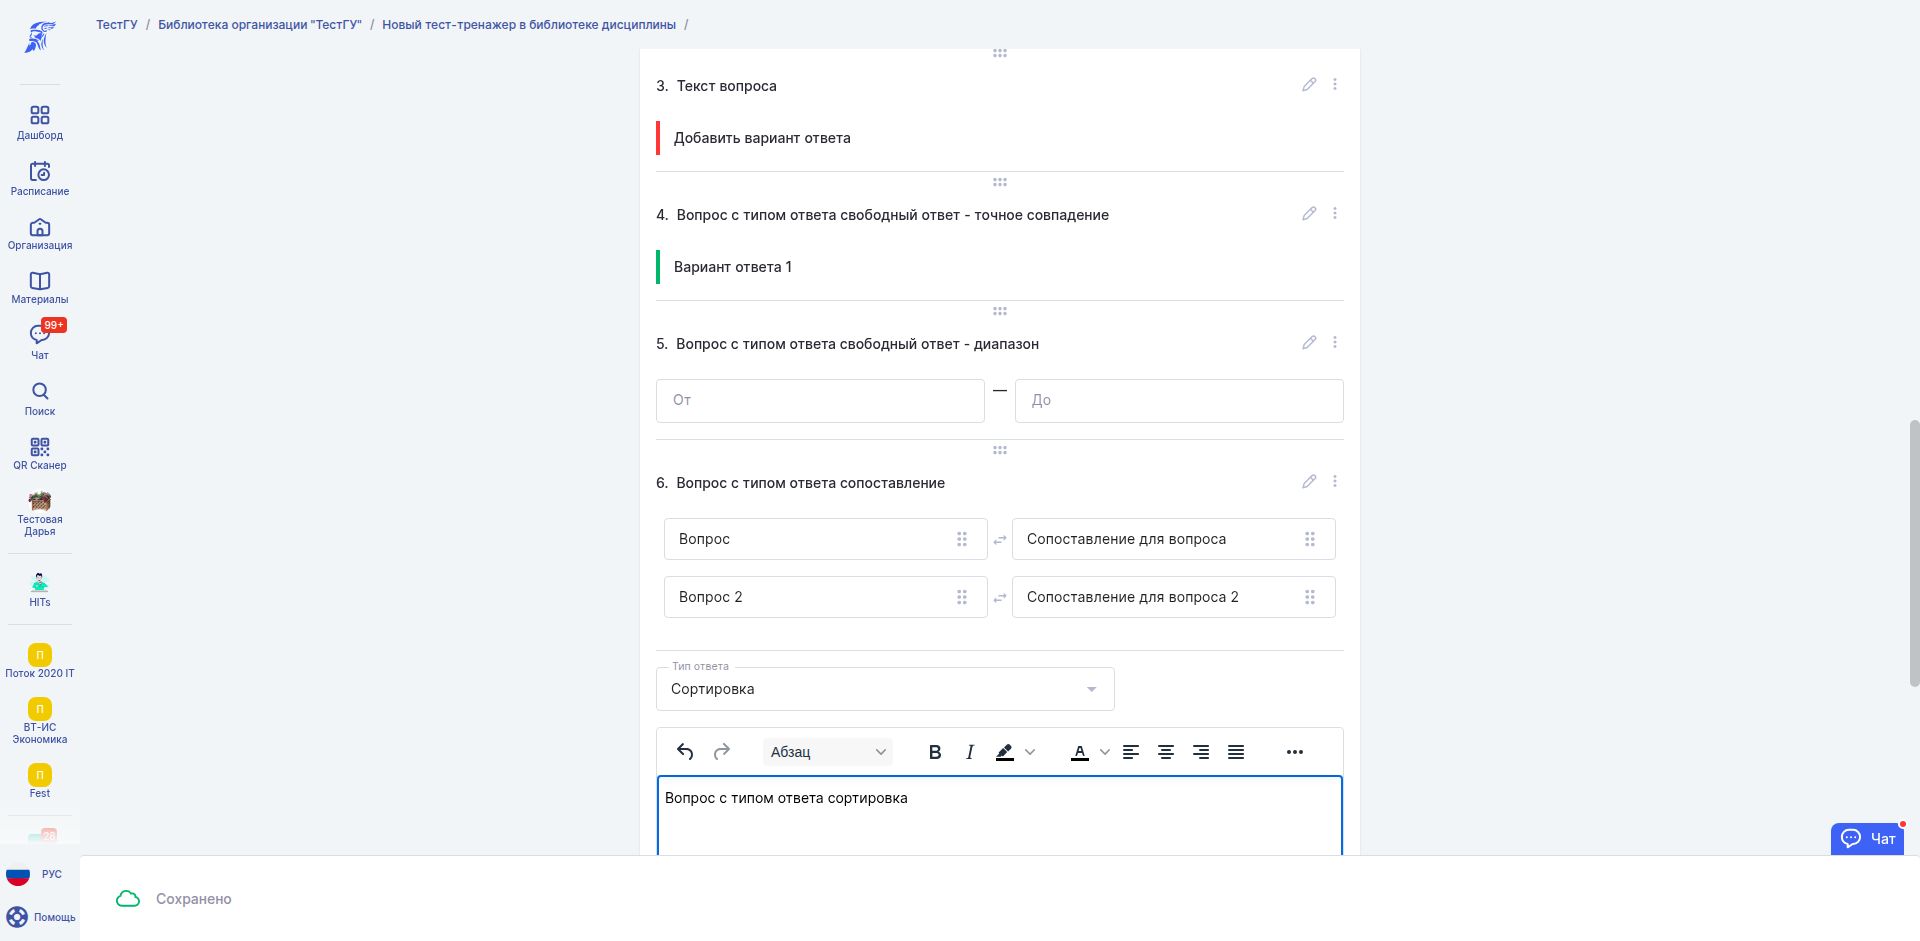 ТестГУ / Библиотека организации "ТестГУ" / Новый тест-тренажер в библиотеке дисциплины /
Дашборд
Расписание
Организация
Материалы
99+
Чат
Поиск
QR Сканер
Тестовая
Дарья
HITs
П
Поток 2020 IT
П
ВТ-ИС
Экономика
П
Fest
28
РУС
Помощь
3. Текст вопроса
Добавить вариант ответа
4. Вопрос с типом ответа свободный ответ - точное совпадение
Вариант ответа 1
5. Вопрос с типом ответа свободный ответ - диапазон
От — До
6. Вопрос с типом ответа сопоставление
Вопрос Сопоставление для вопроса
Вопрос 2 Сопоставление для вопроса 2
Тип ответа
Сортировка
Абзац B I A
Вопрос с типом ответа сортировка
Чат
Сохранено